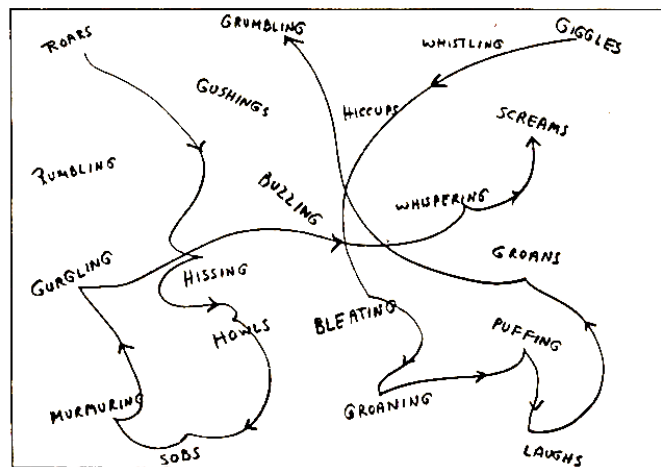 ROARS
GRUMBLING
WHISTLING
GIGGLES
GUSHINGS
HICCUPS
SCREAMS
RUMBLING
BUZZING
WHISPERING
GURGLING
HISSING
GROANS
HOWLS
BLEATING
PUFFING
MURMURING
GROANING
SOBS
LAUGHS